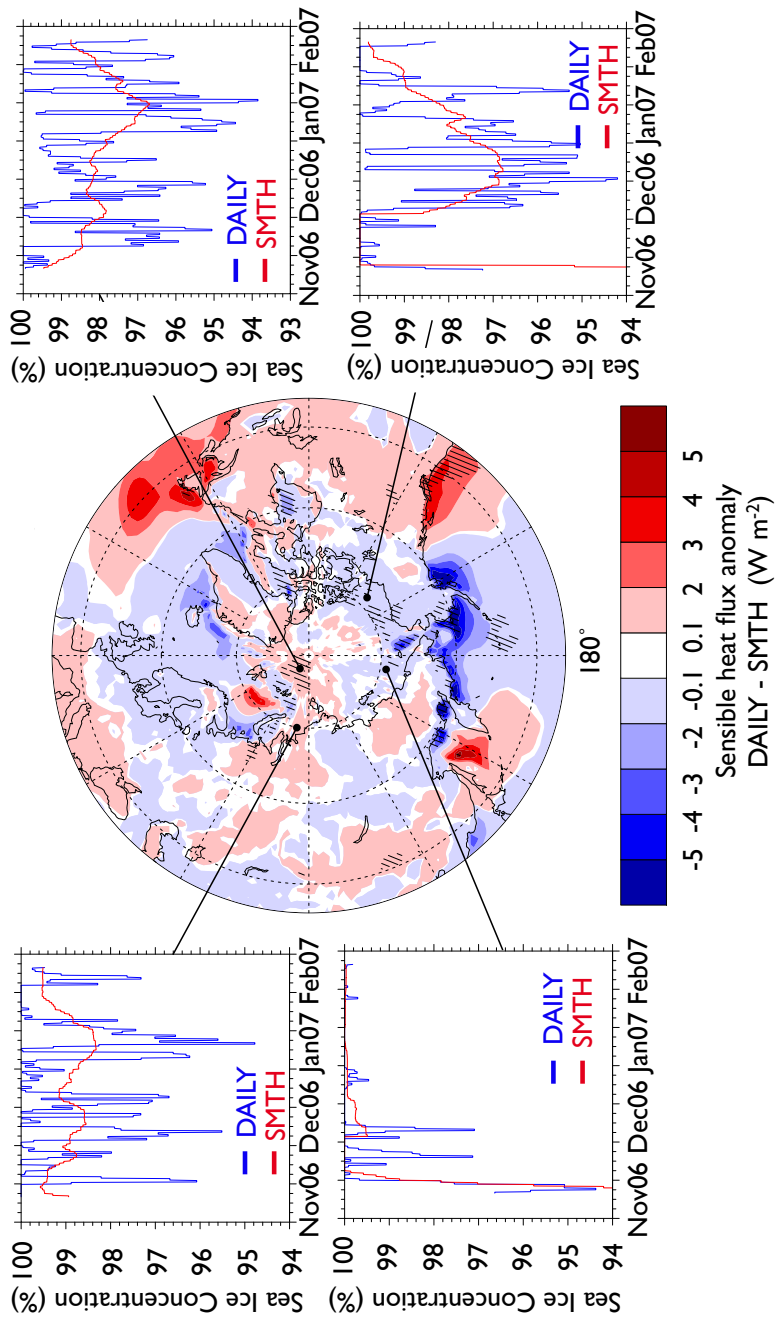 Sea Ice Concentration (%)
100
99
98
97
96
95
94
DAILY
SMTH
Nov06 Dec06 Jan07 Feb07
Sea Ice Concentration (%)
100
99
98
97
96
95
94
93
DAILY
SMTH
Nov06 Dec06 Jan07 Feb07
Sea Ice Concentration (%)
100
99
98
97
96
95
94
DAILY
SMTH
Nov06 Dec06 Jan07 Feb07
Sea Ice Concentration (%)
100
99
98
97
96
95
94
DAILY
SMTH
Nov06 Dec06 Jan07 Feb07
180°
-5 -4 -3 -2 -0.1 0.1 2 3 4 5
Sensible heat flux anomaly
DAILY - SMTH (W m-2)